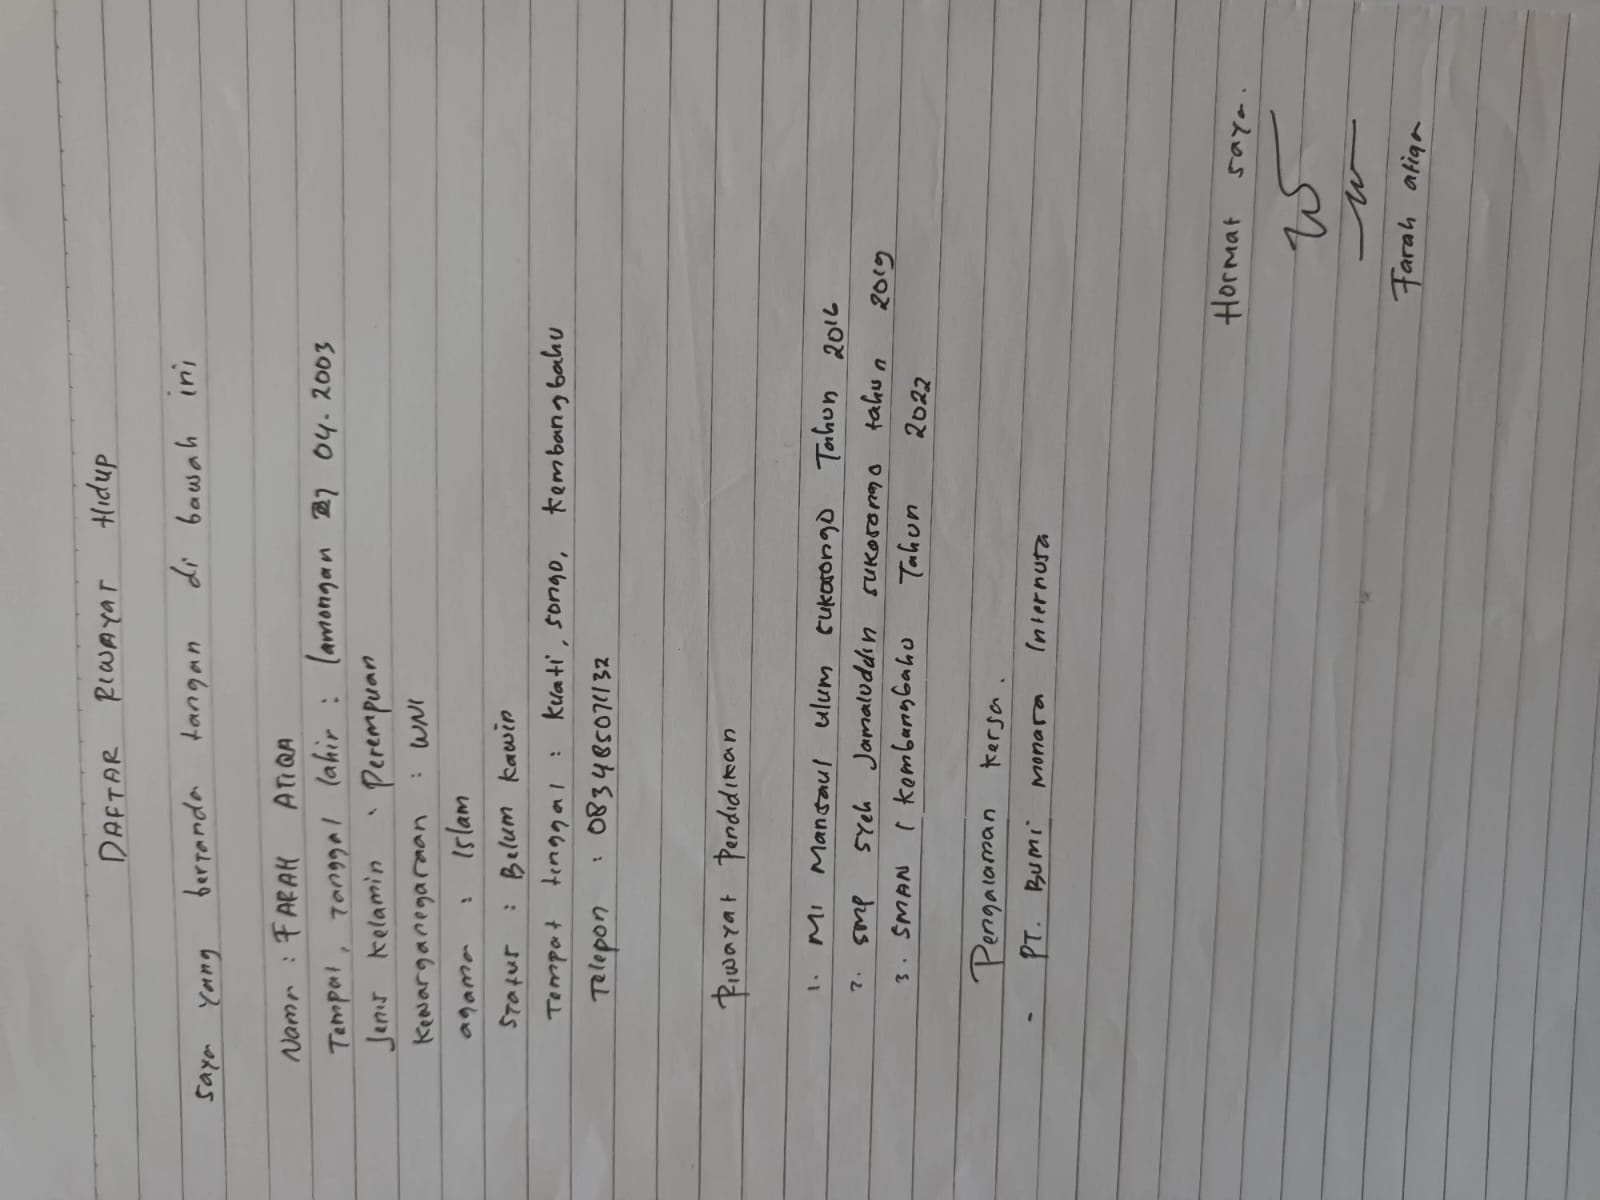 DAFTAR RIWAYAT Hidup
saya yang bertanda tangan di bawah ini
Nama : FARAH ATIQA
Tempat, Tanggal lahir : lamongan 27 04. 2003
Jenis Kelamin : Perempuan
Kewarganegaraan : WNI
agama : Islam
Status : Belum Kawin
Tempat tinggal : kuati, songo, kembangbahu
Telepon : 083485071132
Riwayat Pendidikan
1. MI Mansaul ulum sukosongo Tahun 2016
2. SMP syeh Jamaluddin sukosongo tahun 2019
3. SMAN 1 Kembangbahu Tahun 2022
Pengalaman Kersa.
- PT. Bumi Monara Internusa
Hormat saya.
Farah atiqa